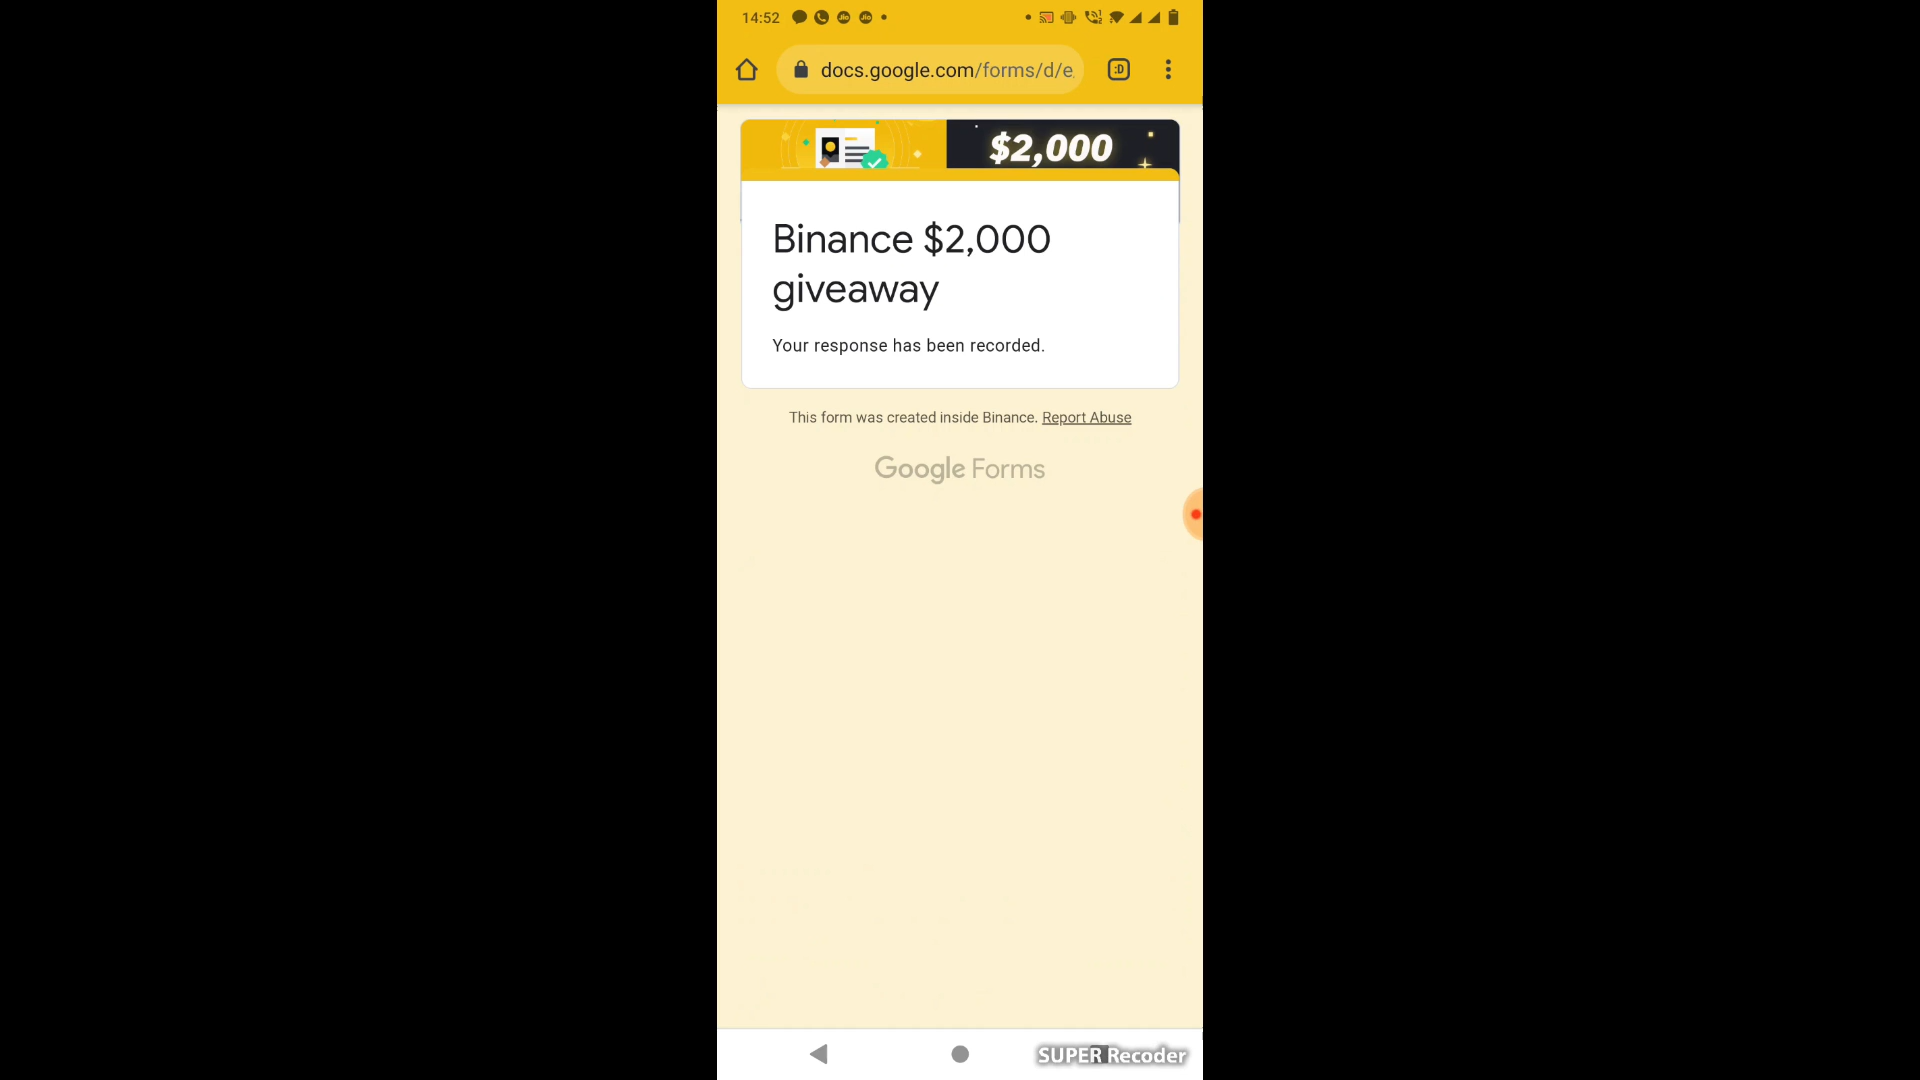 14:52
docs.google.com/forms/d/e
:D
$2,000
Binance $2,000
giveaway
Your response has been recorded.
This form was created inside Binance. Report Abuse
Google Forms
SUPER Recoder